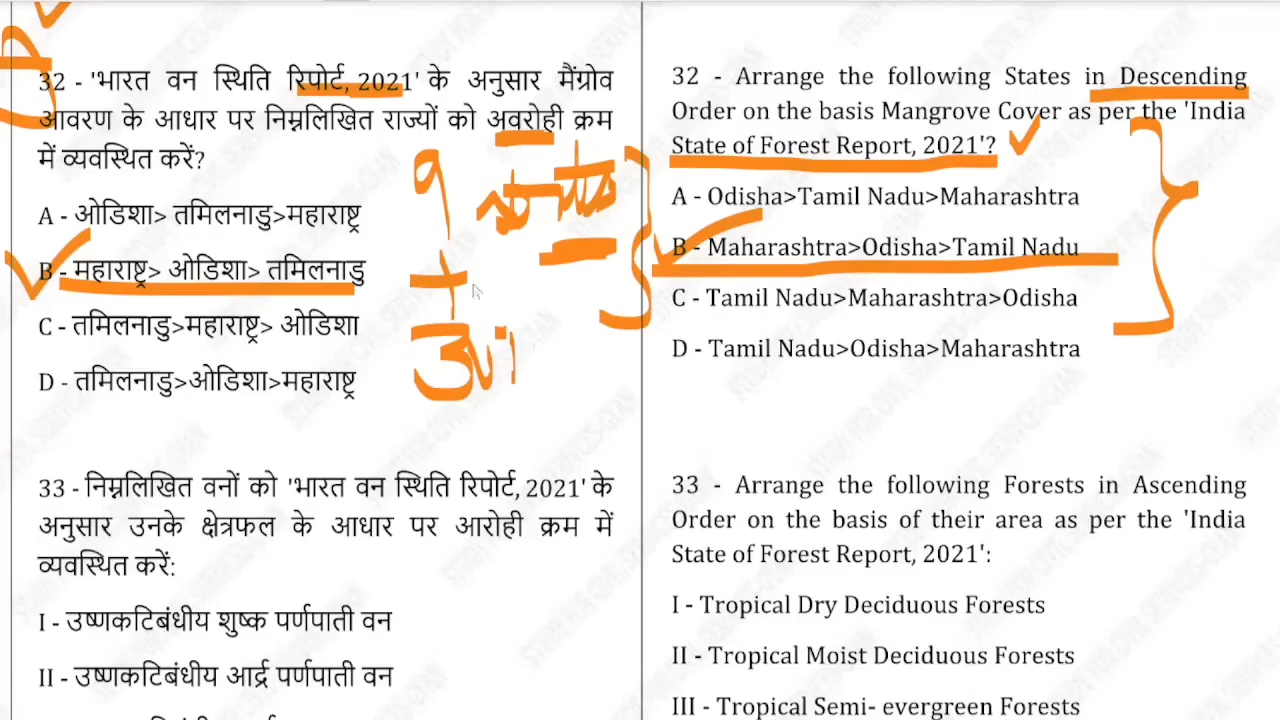 32 - 'भारत वन स्थिति रिपोर्ट, 2021' के अनुसार मैंग्रोव
आवरण के आधार पर निम्नलिखित राज्यों को अवरोही क्रम
में व्यवस्थित करें?
A - ओडिशा> तमिलनाडु>महाराष्ट्र
B - महाराष्ट्र> ओडिशा> तमिलनाडु
C - तमिलनाडु>महाराष्ट्र> ओडिशा
D - तमिलनाडु>ओडिशा>महाराष्ट्र
33 - निम्नलिखित वनों को 'भारत वन स्थिति रिपोर्ट, 2021' के
अनुसार उनके क्षेत्रफल के आधार पर आरोही क्रम में
व्यवस्थित करें:
I - उष्णकटिबंधीय शुष्क पर्णपाती वन
II - उष्णकटिबंधीय आर्द्र पर्णपाती वन
32 - Arrange the following States in Descending
Order on the basis Mangrove Cover as per the 'India
State of Forest Report, 2021'?
A - Odisha>Tamil Nadu>Maharashtra
B - Maharashtra>Odisha>Tamil Nadu
C - Tamil Nadu>Maharashtra>Odisha
D - Tamil Nadu>Odisha>Maharashtra
33 - Arrange the following Forests in Ascending
Order on the basis of their area as per the 'India
State of Forest Report, 2021':
I - Tropical Dry Deciduous Forests
II - Tropical Moist Deciduous Forests
III - Tropical Semi- evergreen Forests